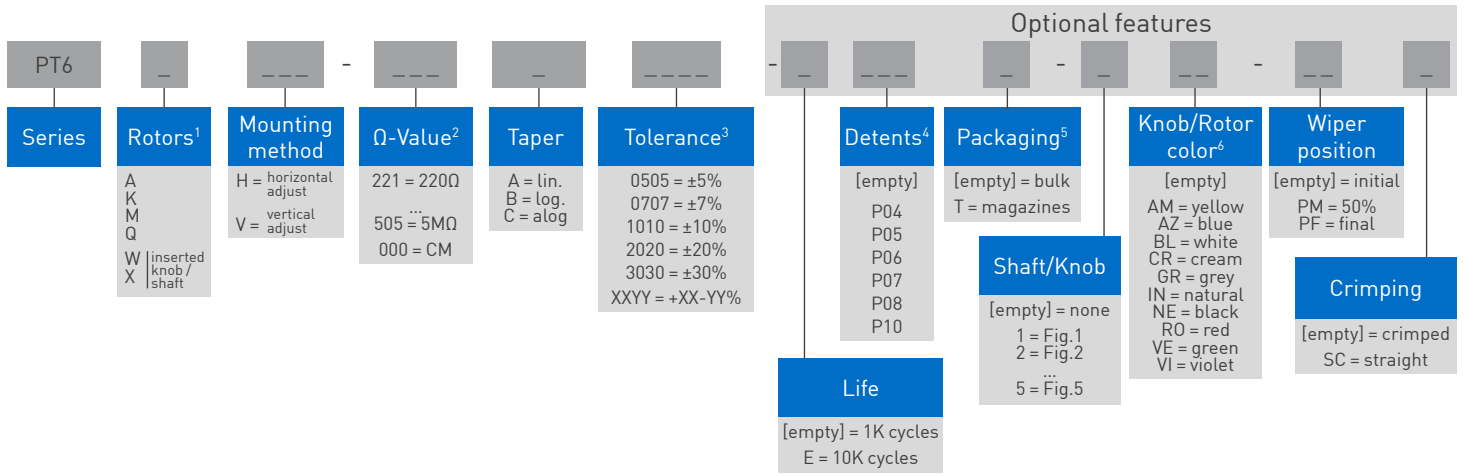 Optional features
PT6 _ _ _ _ - _ _ _ _ _ _ _ _ - _ _ _ _ _ - _ _ _ - _ _ _
Series
Rotors1
A
K
M
Q
W
X
inserted
knob /
shaft
Mounting
method
H = horizontal
adjust
V = vertical
adjust
Ω-Value2
221 = 220Ω
...
505 = 5MΩ
000 = CM
Taper
A = lin.
B = log.
C = alog
Tolerance3
0505 = ±5%
0707 = ±7%
1010 = ±10%
2020 = ±20%
3030 = ±30%
XXYY = +XX-YY%
Life
[empty] = 1K cycles
E = 10K cycles
Detents4
[empty]
P04
P05
P06
P07
P08
P10
Packaging5
[empty] = bulk
T = magazines
Shaft/Knob
[empty] = none
1 = Fig.1
2 = Fig.2
...
5 = Fig.5
Knob/Rotor
color6
[empty]
AM = yellow
AZ = blue
BL = white
CR = cream
GR = grey
IN = natural
NE = black
RO = red
VE = green
VI = violet
Wiper
position
[empty] = initial
PM = 50%
PF = final
Crimping
[empty] = crimped
SC = straight